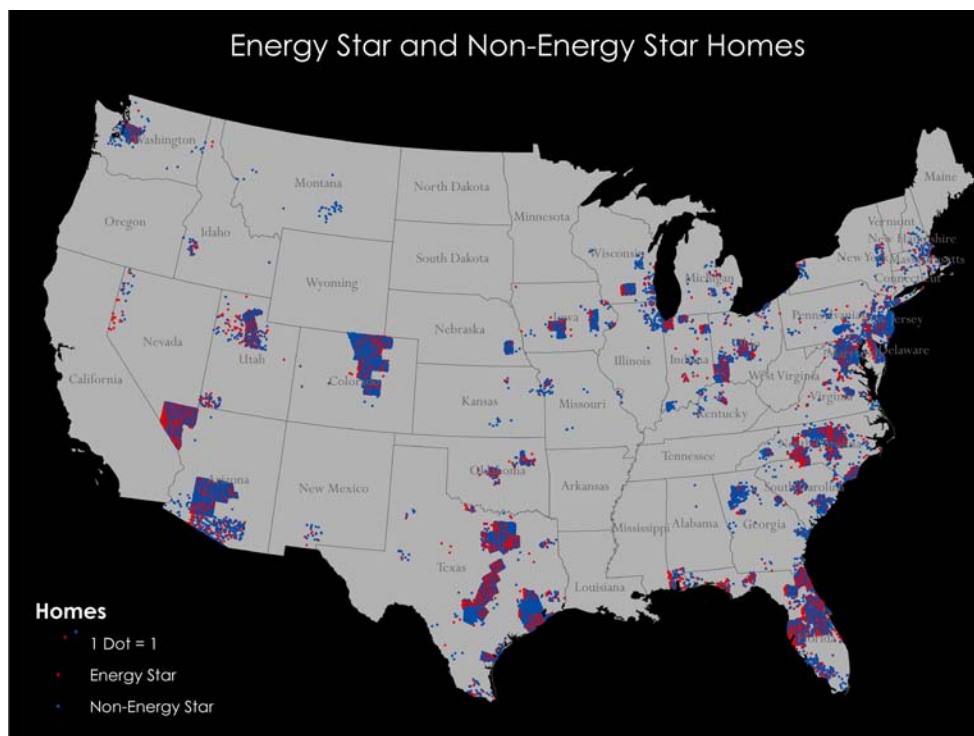 Energy Star and Non-Energy Star Homes
Washington
Montana
North Dakota
Minnesota
Maine
Oregon
Idaho
South Dakota
Wisconsin
Michigan
Vermont
New Hampshire
New York
Massachusetts
Connecticut
Wyoming
Nebraska
Iowa
Pennsylvania
Jersey
Nevada
Utah
Colorado
Illinois
Indiana
Ohio
Delaware
California
Kansas
Missouri
West Virginia
Virginia
Kentucky
Arizona
New Mexico
Oklahoma
Arkansas
Tennessee
South Carolina
Mississippi
Alabama
Georgia
Texas
Louisiana
Florida
Homes
1 Dot = 1
Energy Star
Non-Energy Star